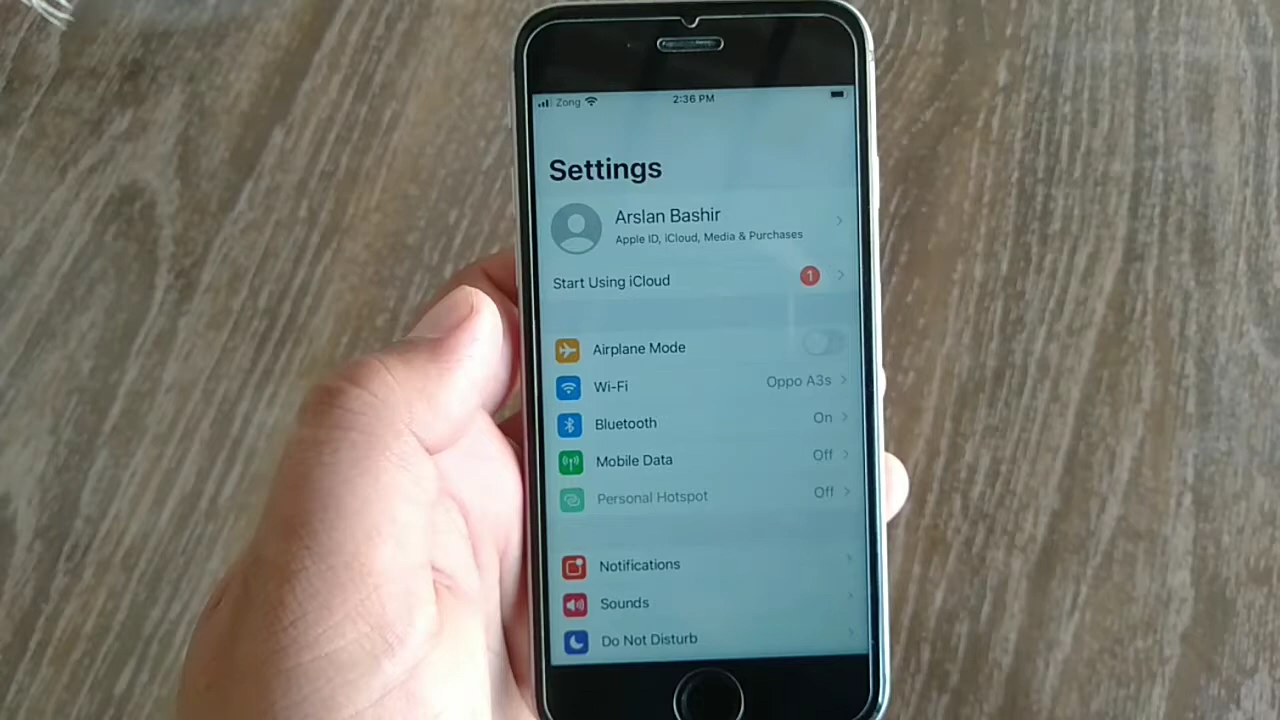 Zong 2:36 PM
Settings
Arslan Bashir
Apple ID, iCloud, Media & Purchases
Start Using iCloud 1
Airplane Mode
Wi-Fi Oppo A3s
Bluetooth On
Mobile Data Off
Personal Hotspot Off
Notifications
Sounds
Do Not Disturb